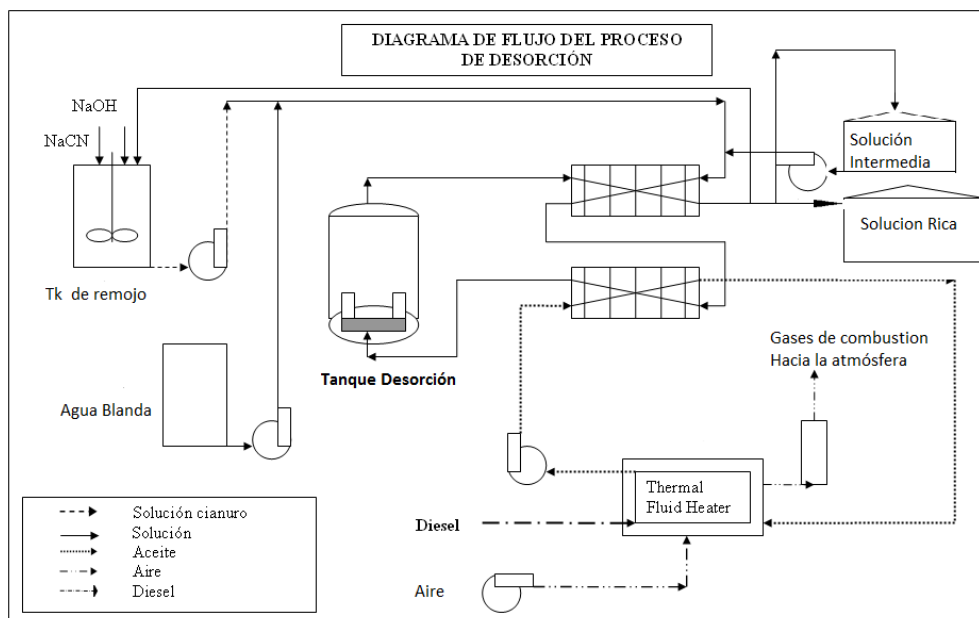 DIAGRAMA DE FLUJO DEL PROCESO
DE DESORCIÓN
NaOH
NaCN
Solución
Intermedia
Solucion Rica
Tk de remojo
Gases de combustion
Hacia la atmósfera
Tanque Desorción
Agua Blanda
Thermal
Fluid Heater
Diesel
Aire
Solución cianuro
Solución
Aceite
Aire
Diesel